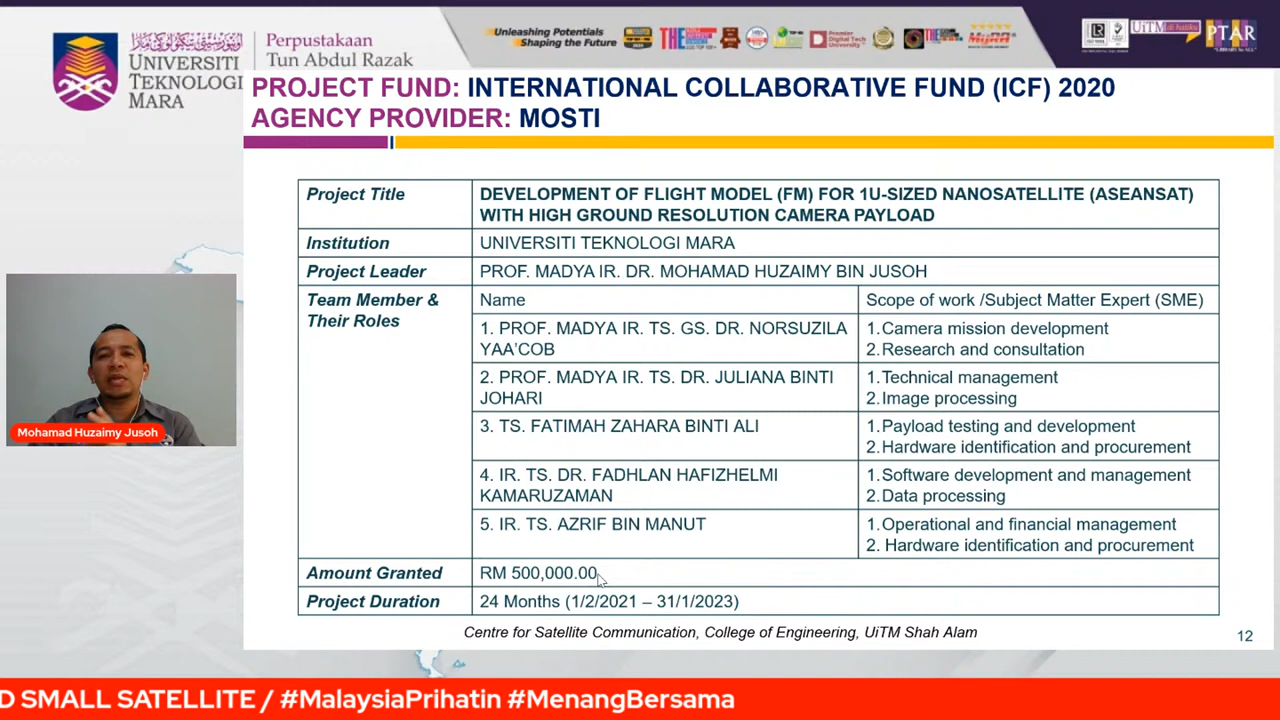 UNIVERSITI
TEKNOLOGI
MARA
Perpustakaan
Tun Abdul Razak
Unleashing Potentials
Shaping the Future
Premier
Digital Tech
University
UiTM di hatiku
PTAR
PROJECT FUND: INTERNATIONAL COLLABORATIVE FUND (ICF) 2020
AGENCY PROVIDER: MOSTI
Project Title
DEVELOPMENT OF FLIGHT MODEL (FM) FOR 1U-SIZED NANOSATELLITE (ASEANSAT)
WITH HIGH GROUND RESOLUTION CAMERA PAYLOAD
Institution
UNIVERSITI TEKNOLOGI MARA
Project Leader
PROF. MADYA IR. DR. MOHAMAD HUZAIMY BIN JUSOH
Team Member &
Their Roles
Name
Scope of work /Subject Matter Expert (SME)
1. PROF. MADYA IR. TS. GS. DR. NORSUZILA
YAA'COB
1.Camera mission development
2.Research and consultation
2. PROF. MADYA IR. TS. DR. JULIANA BINTI
JOHARI
1.Technical management
2.Image processing
3. TS. FATIMAH ZAHARA BINTI ALI
1.Payload testing and development
2.Hardware identification and procurement
4. IR. TS. DR. FADHLAN HAFIZHELMI
KAMARUZAMAN
1.Software development and management
2.Data processing
5. IR. TS. AZRIF BIN MANUT
1.Operational and financial management
2. Hardware identification and procurement
Amount Granted
RM 500,000.00
Project Duration
24 Months (1/2/2021 – 31/1/2023)
Centre for Satellite Communication, College of Engineering, UiTM Shah Alam
12
Mohamad Huzaimy Jusoh
D SMALL SATELLITE / #MalaysiaPrihatin #MenangBersama